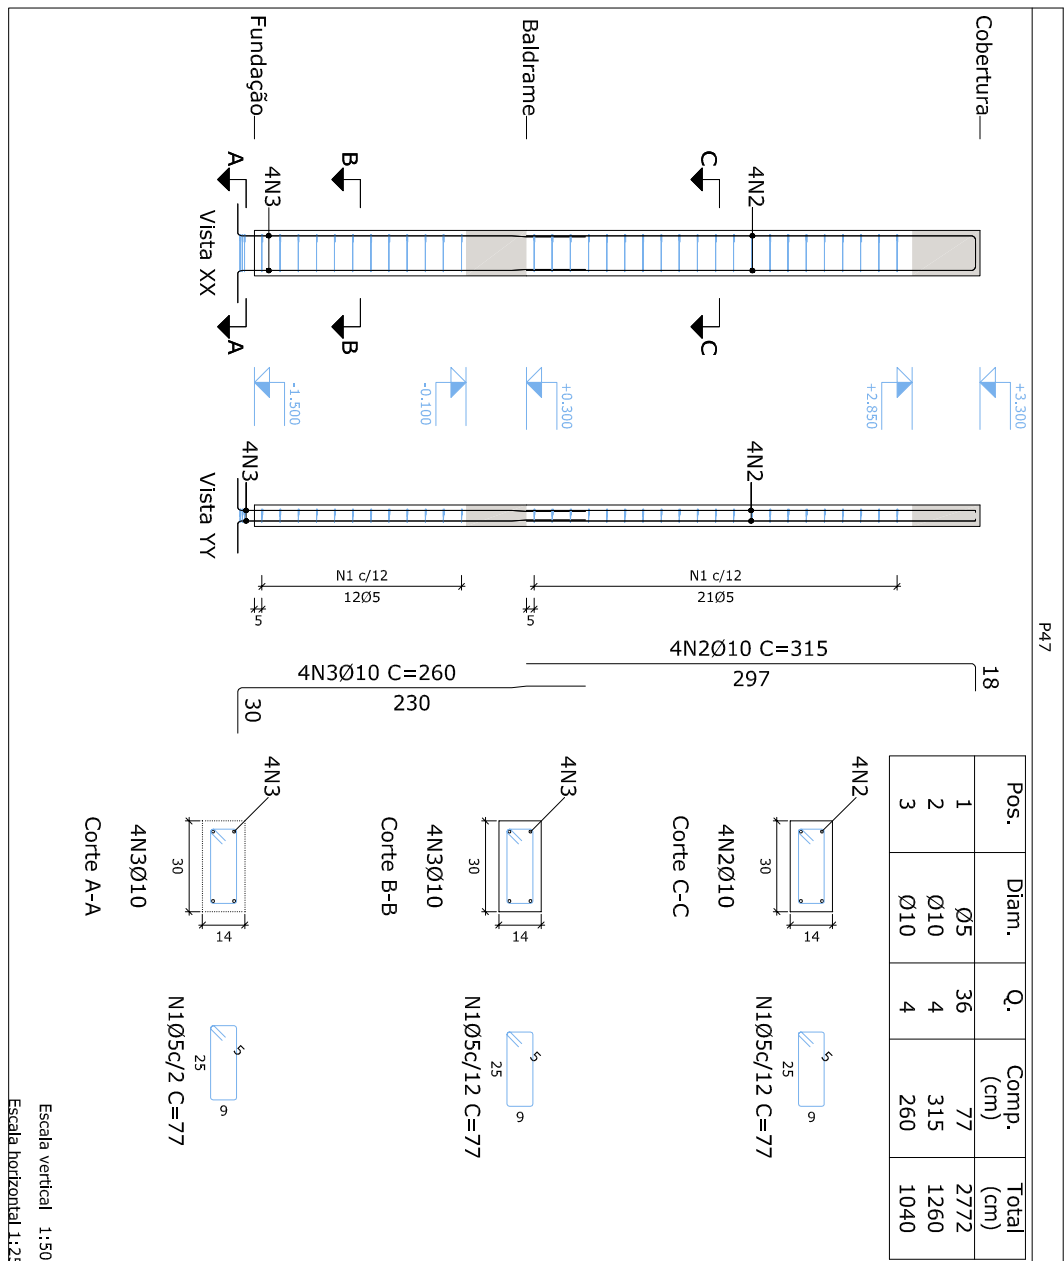 P47
Cobertura
Baldrame
Fundação
C
C
B
B
A
A
4N2
4N3
Vista XX
+3.300
+2.850
+0.300
-0.100
-1.500
4N2
4N3
Vista YY
N1 c/12
21Ø5
5
N1 c/12
12Ø5
5
18
4N2Ø10 C=315
297
4N3Ø10 C=260
230
30
Pos. Diam. Q. Comp. (cm) Total (cm)
1 Ø5 36 77 2772
2 Ø10 4 315 1260
3 Ø10 4 260 1040
4N2
30
14
4N2Ø10
Corte C-C
5
25
9
N1Ø5c/12 C=77
4N3
30
14
4N3Ø10
Corte B-B
5
25
9
N1Ø5c/12 C=77
4N3
30
14
4N3Ø10
Corte A-A
5
25
9
N1Ø5c/2 C=77
Escala vertical 1:50
Escala horizontal 1:25